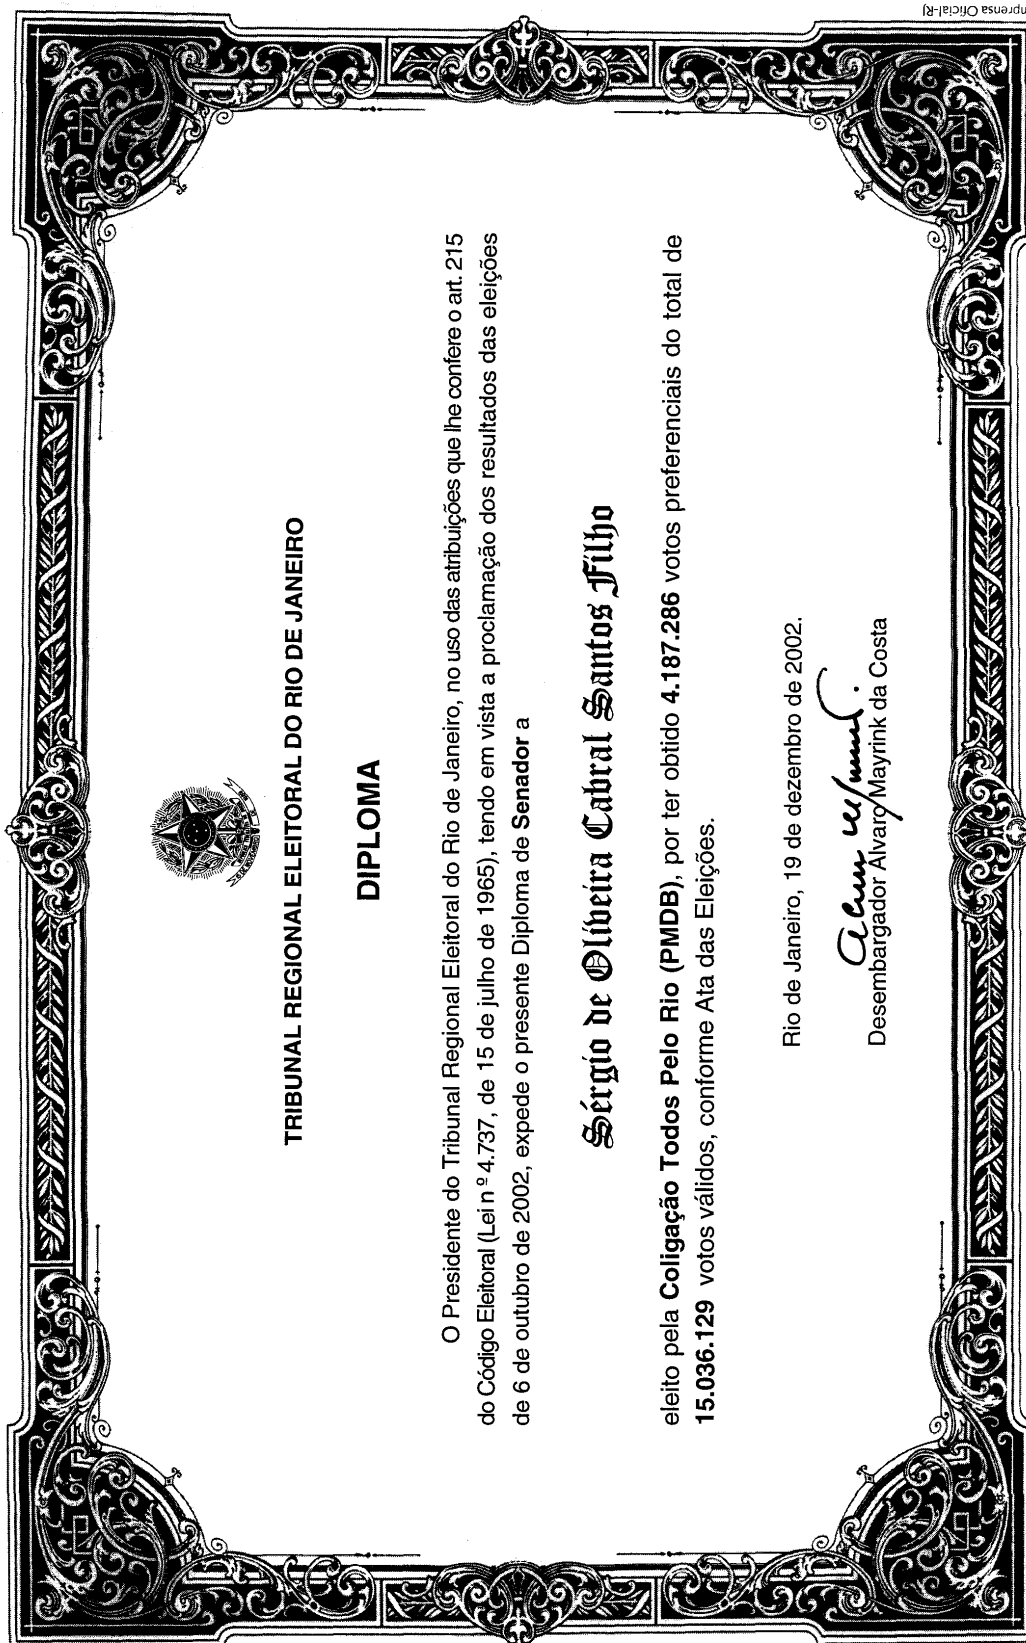 TRIBUNAL REGIONAL ELEITORAL DO RIO DE JANEIRO
DIPLOMA
O Presidente do Tribunal Regional Eleitoral do Rio de Janeiro, no uso das atribuições que lhe confere o art. 215
do Código Eleitoral (Lei nº 4.737, de 15 de julho de 1965), tendo em vista a proclamação dos resultados das eleições
de 6 de outubro de 2002, expede o presente Diploma de Senador a
Sérgio de Oliveira Cabral Santos Filho
eleito pela Coligação Todos Pelo Rio (PMDB), por ter obtido 4.187.286 votos preferenciais do total de
15.036.129 votos válidos, conforme Ata das Eleições.
Rio de Janeiro, 19 de dezembro de 2002.
Desembargador Álvaro Mayrink da Costa
Oficial-RJ